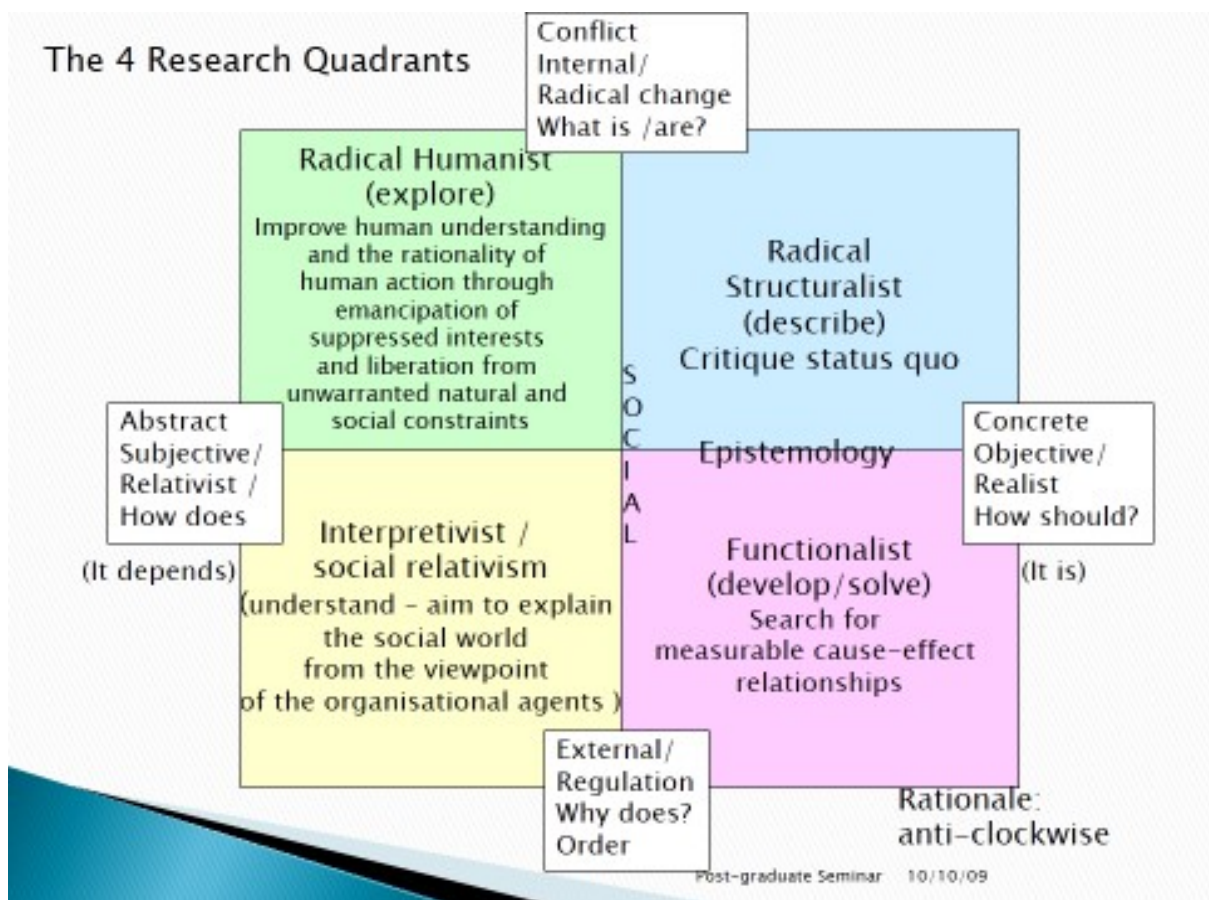 The 4 Research Quadrants
Conflict
Internal/
Radical change
What is /are?
Radical Humanist
(explore)
Improve human understanding
and the rationality of
human action through
emancipation of
suppressed interests
and liberation from
unwarranted natural and
social constraints
Radical
Structuralist
(describe)
Critique status quo
S
O
C
I
A
L
Epistemology
Abstract
Subjective/
Relativist /
How does
(It depends)
Concrete
Objective/
Realist
How should?
(It is)
Interpretivist /
social relativism
(understand - aim to explain
the social world
from the viewpoint
of the organisational agents )
Functionalist
(develop/solve)
Search for
measurable cause-effect
relationships
External/
Regulation
Why does?
Order
Rationale:
anti-clockwise
Post-graduate Seminar 10/10/09